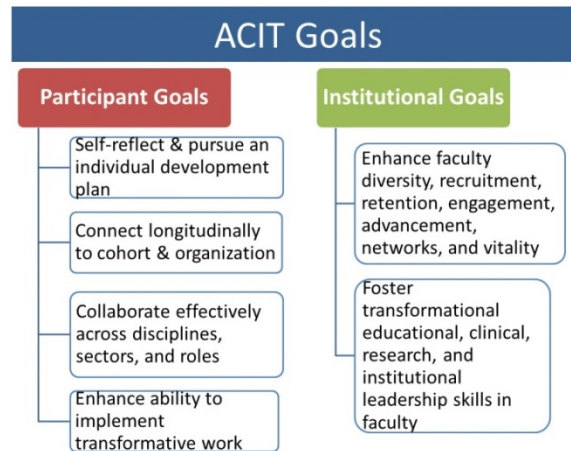 ACIT Goals
Participant Goals
Self-reflect & pursue an
individual development
plan
Connect longitudinally
to cohort & organization
Collaborate effectively
across disciplines,
sectors, and roles
Enhance ability to
implement
transformative work
Institutional Goals
Enhance faculty
diversity, recruitment,
retention, engagement,
advancement,
networks, and vitality
Foster
transformational
educational, clinical,
research, and
institutional
leadership skills in
faculty